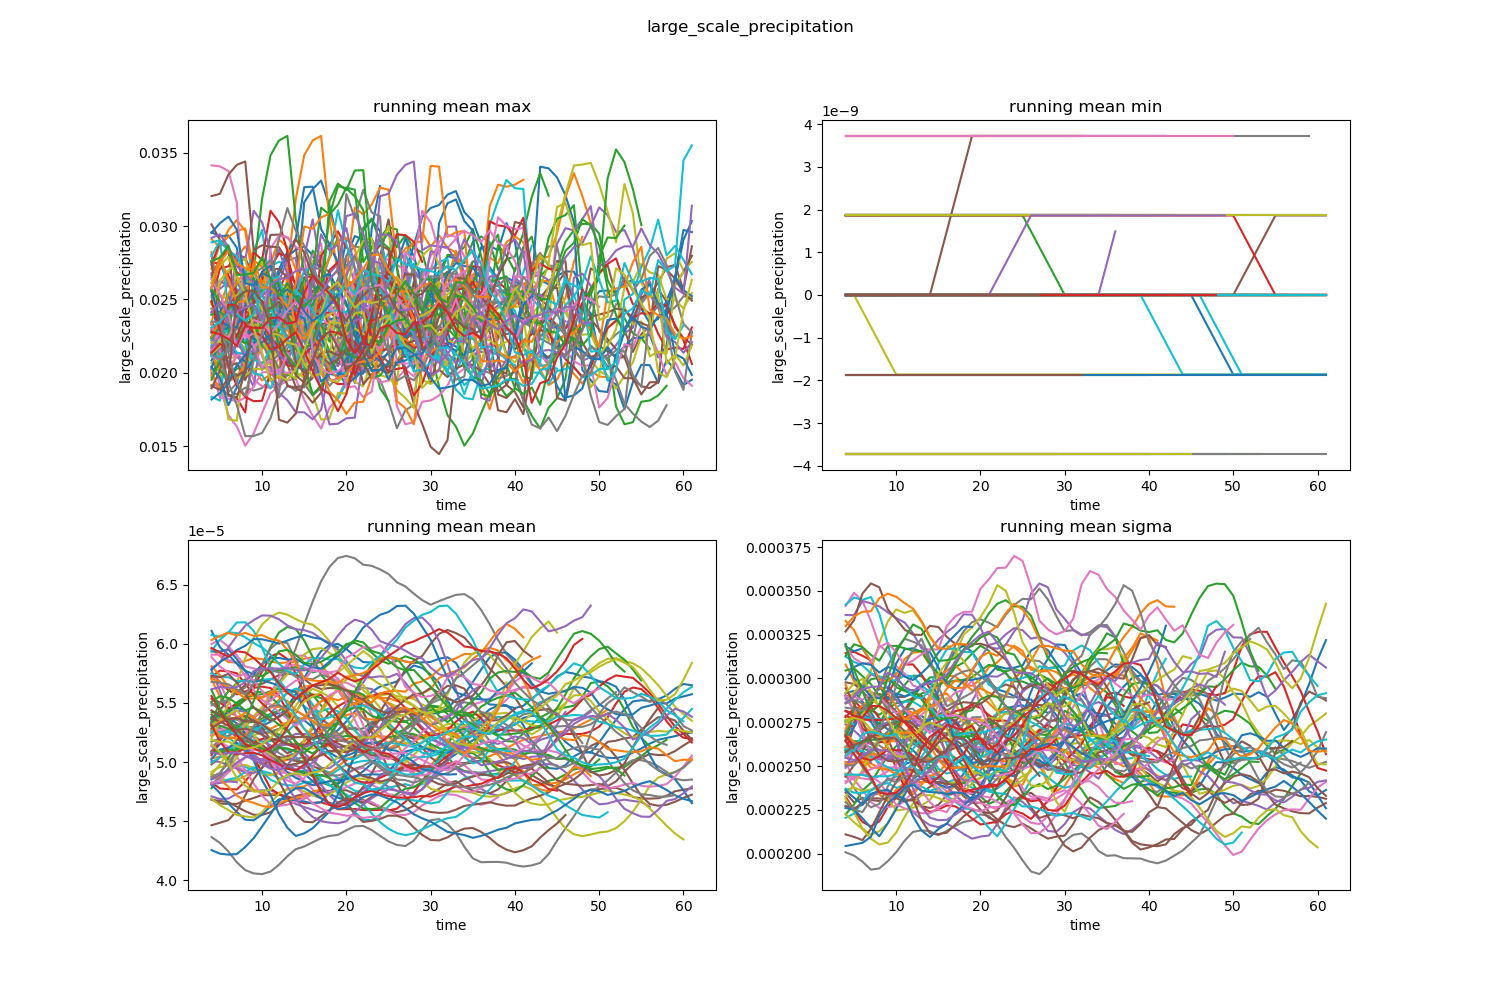 large_scale_precipitation
running mean max
large_scale_precipitation
0.035
0.030
0.025
0.020
0.015
10 20 30 40 50 60
time
running mean min
1e−9
large_scale_precipitation
4
3
2
1
0
−1
−2
−3
−4
10 20 30 40 50 60
time
running mean mean
1e−5
large_scale_precipitation
6.5
6.0
5.5
5.0
4.5
4.0
10 20 30 40 50 60
time
running mean sigma
large_scale_precipitation
0.000375
0.000350
0.000325
0.000300
0.000275
0.000250
0.000225
0.000200
10 20 30 40 50 60
time